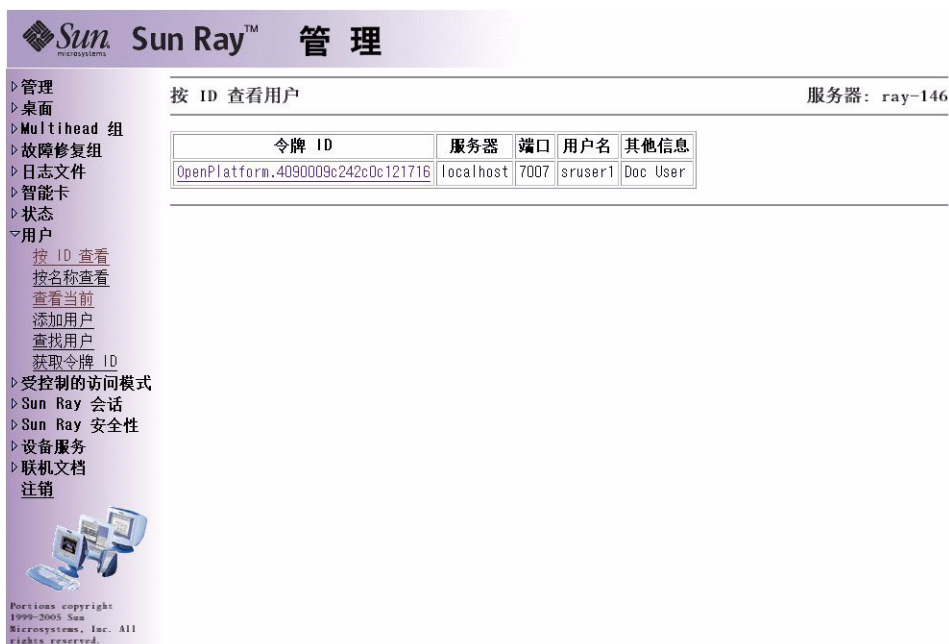 Sun microsystems Sun Ray™ 管 理
▷管理
▷桌面
▷Multihead 组
▷故障修复组
▷日志文件
▷智能卡
▷状态
▽用户
按 ID 查看
按名称查看
查看当前
添加用户
查找用户
获取令牌 ID
▷受控制的访问模式
▷Sun Ray 会话
▷Sun Ray 安全性
▷设备服务
▷联机文档
注销
Portions copyright
1999-2005 Sun
Microsystems, Inc. All
rights reserved.
按 ID 查看用户 服务器: ray-146
令牌 ID 服务器 端口 用户名 其他信息
OpenPlatform.4090009c242c0c121716 localhost 7007 sruser1 Doc User